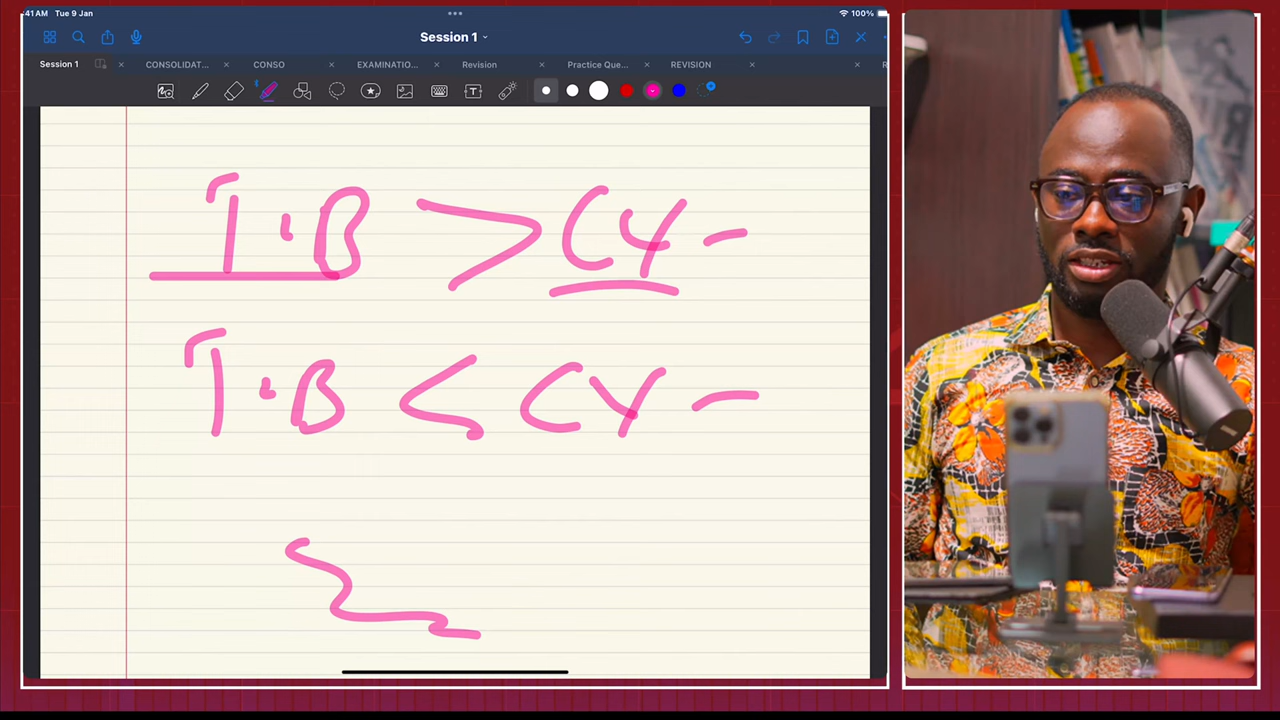 41 AM Tue 9 Jan
100%
Session 1
Session 1
CONSOLIDAT...
CONSO
EXAMINATIO...
Revision
Practice Que...
REVISION
T
T.B > CY -
T.B < CY -